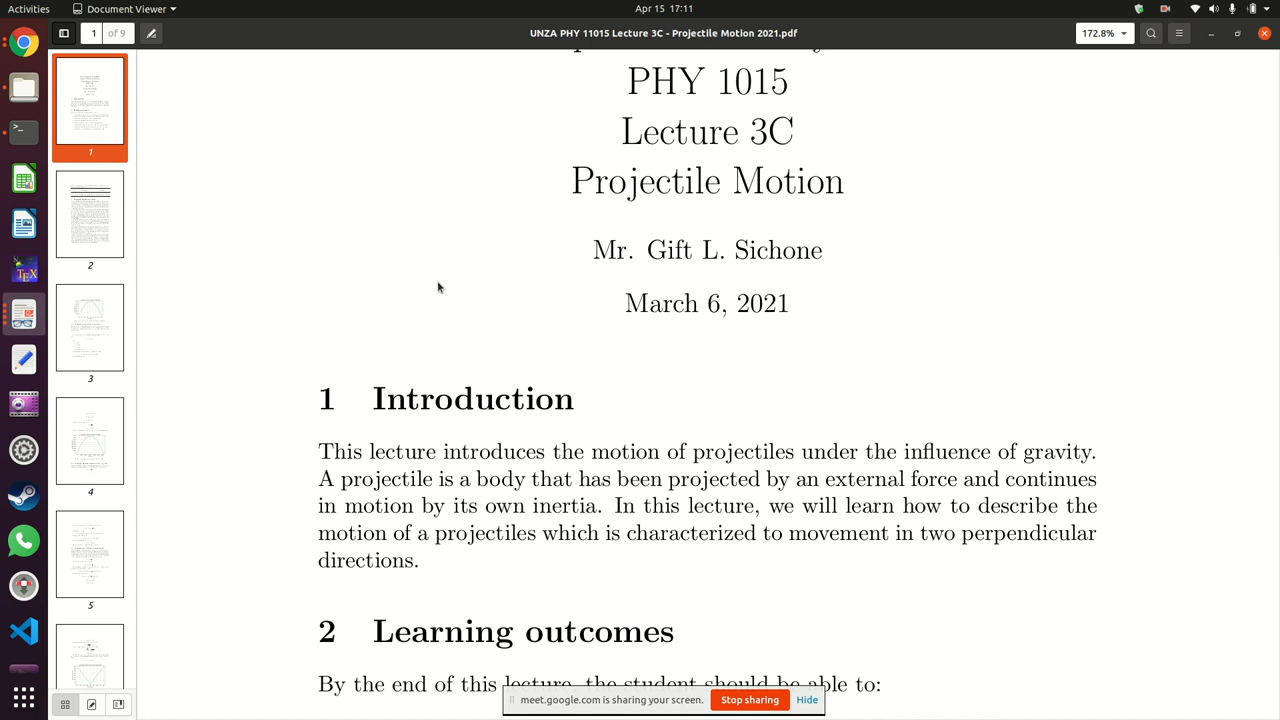 Activities
Document Viewer
Apr 15 17:11
1 of 9
UNZA PHY 11015 Lecture 3C - Projectile Motion 2021.pdf
172.8%
PHY 1015
Lecture 3C
Projectile Motion
Mr. Gift L. Sichone
March 6, 2021
1 Introduction
This lecture introduces the motion of projectiles under the influence of gravity.
A projectile is a body that has been projected by an external force and continues
in motion by its own inertia. In this lecture, we will learn how to describe the
motion of a projectiles which is characterized to movement in two perpendicular
directions.
2 Learning outcomes
By the end of this lecture, the student should be able to:
meet.google.com is sharing your screen.
Stop sharing
Hide
1
2
3
4
5
TEX